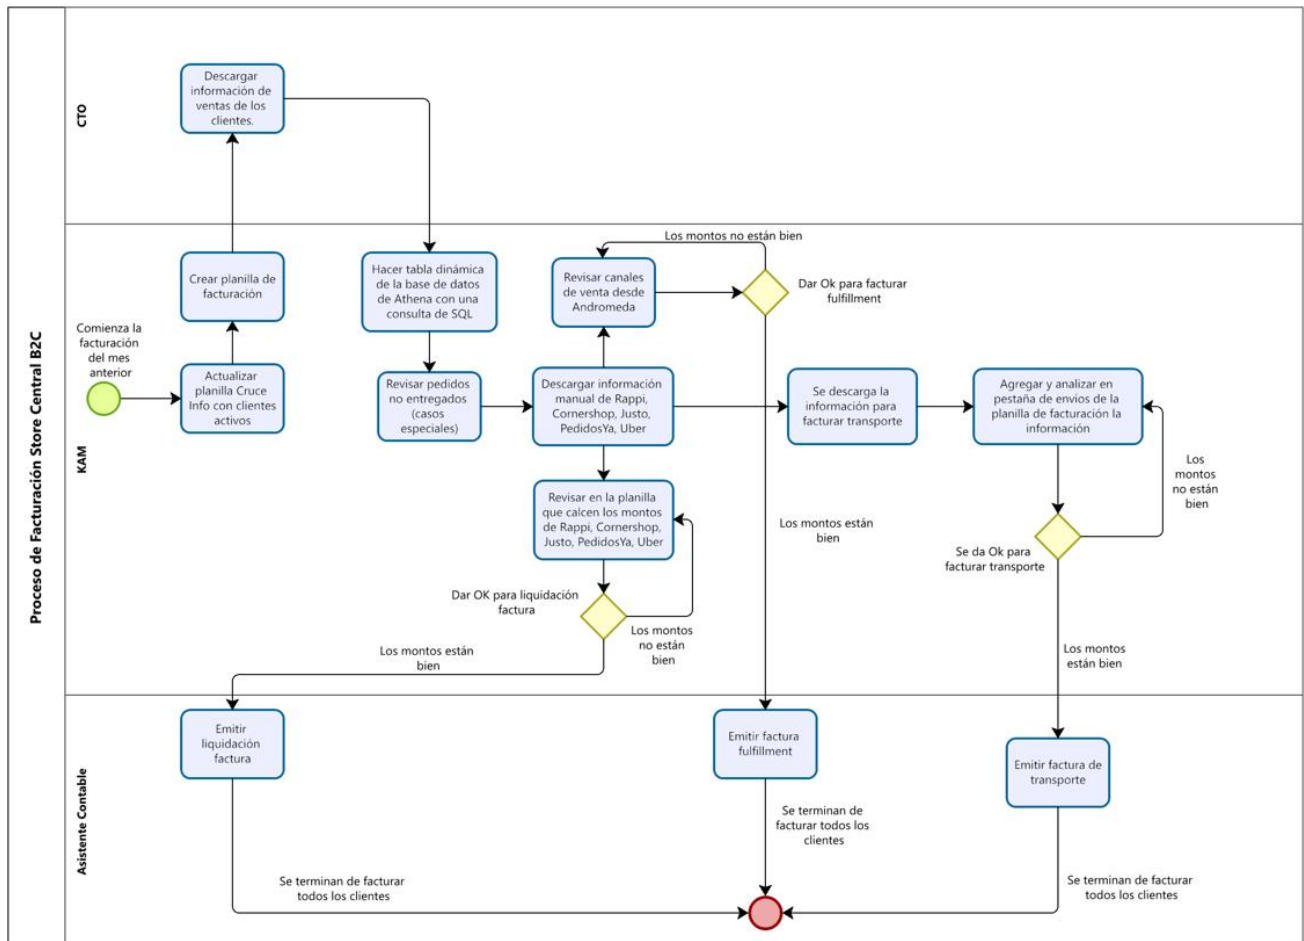 Proceso de Facturación Store Central B2C
CTO
Descargar
información de
ventas de los
clientes.
KAM
Comienza la
facturación
del mes
anterior
Crear planilla de
facturación
Actualizar
planilla Cruce
Info con clientes
activos
Hacer tabla dinámica
de la base de datos
de Athena con una
consulta de SQL
Revisar pedidos
no entregados
(casos
especiales)
Los montos no están bien
Revisar canales
de venta desde
Andromeda
Dar Ok para facturar
fulfillment
Descargar información
manual de Rappi,
Cornershop, Justo,
PedidosYa, Uber
Se descarga la
información para
facturar transporte
Agregar y analizar en
pestaña de envios de la
planilla de facturación la
información
Los
montos
no están
bien
Revisar en la planilla
que calcen los montos
de Rappi, Cornershop,
Justo, PedidosYa, Uber
Los montos están
bien
Se da Ok para
facturar transporte
Dar OK para liquidación
factura
Los montos
no están
bien
Los montos están
bien
Los montos
están bien
Asistente Contable
Emitir
liquidación
factura
Emitir factura
fulfillment
Emitir factura de
transporte
Se terminan de
facturar todos los
clientes
Se terminan de facturar
todos los clientes
Se terminan de facturar
todos los clientes